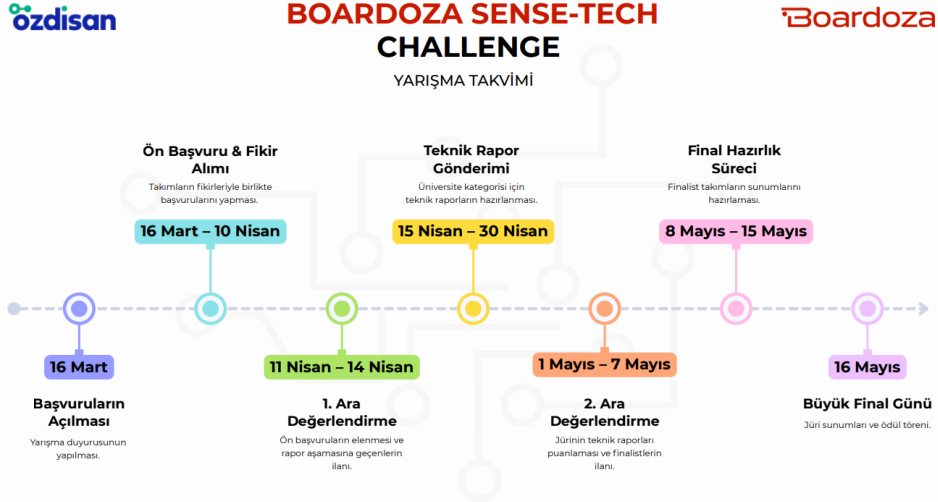 özdisan
BOARDOZA SENSE-TECH
CHALLENGE
Boardoza
YARIŞMA TAKVİMİ
Ön Başvuru & Fikir
Alımı
Takımların fikirleriyle birlikte
başvurularını yapması.
16 Mart – 10 Nisan
Teknik Rapor
Gönderimi
Üniversite kategorisi için
teknik raporların hazırlanması.
15 Nisan – 30 Nisan
Final Hazırlık
Süreci
Finalist takımların sunumlarını
hazırlaması.
8 Mayıs – 15 Mayıs
16 Mart
Başvuruların
Açılması
Yarışma duyurusunun
yapılması.
11 Nisan – 14 Nisan
1. Ara
Değerlendirme
Ön başvuruların elenmesi ve
rapor aşamasına geçenlerin
ilanı.
1 Mayıs – 7 Mayıs
2. Ara
Değerlendirme
Jürinin teknik raporları
puanlaması ve finalistlerin
ilanı.
16 Mayıs
Büyük Final Günü
Jüri sunumları ve ödül töreni.